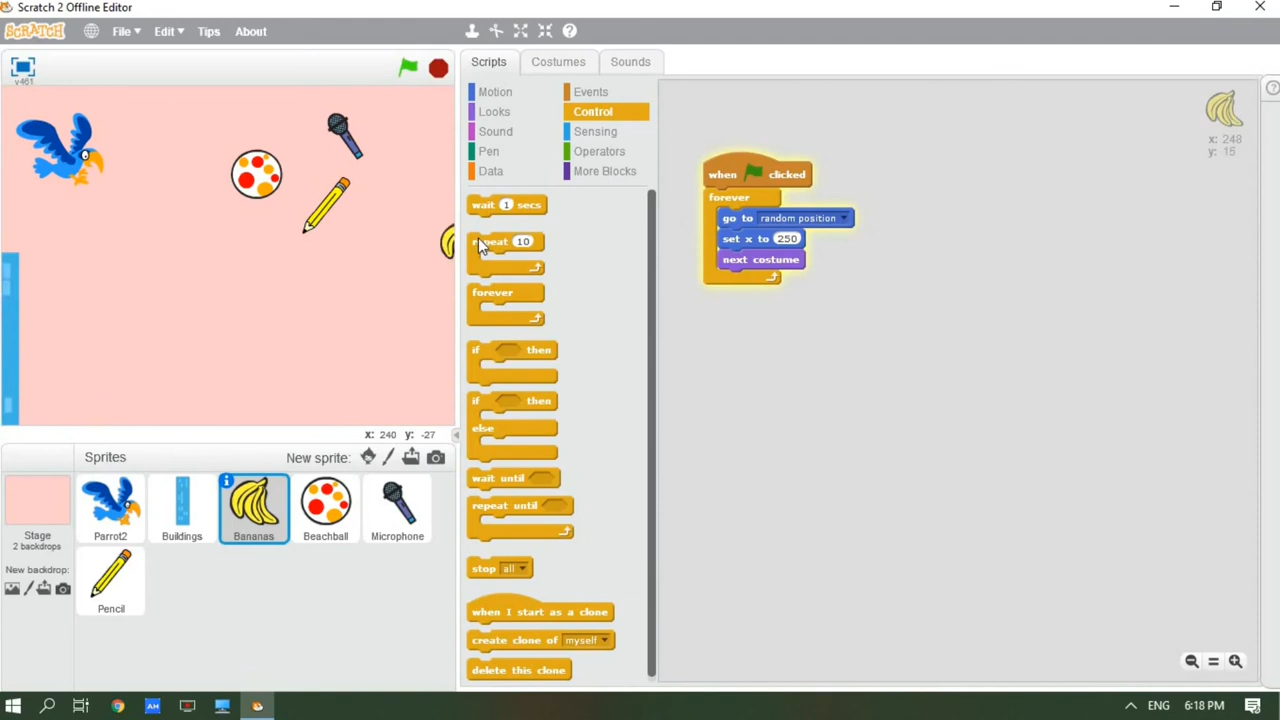 Scratch 2 Offline Editor
SCRATCH File Edit Tips About
v461
Scripts Costumes Sounds
Motion Events
Looks Control
Sound Sensing
Pen Operators
Data More Blocks
wait 1 secs
repeat 10
forever
if then
if then
else
wait until
repeat until
stop all
when I start as a clone
create clone of myself
delete this clone
when clicked
forever
go to random position
set x to 250
next costume
x: 248
y: 15
x: 240 y: -27
Sprites New sprite:
Stage
2 backdrops
New backdrop:
Parrot2 Buildings Bananas Beachball Microphone
Pencil
AM ENG 6:18 PM